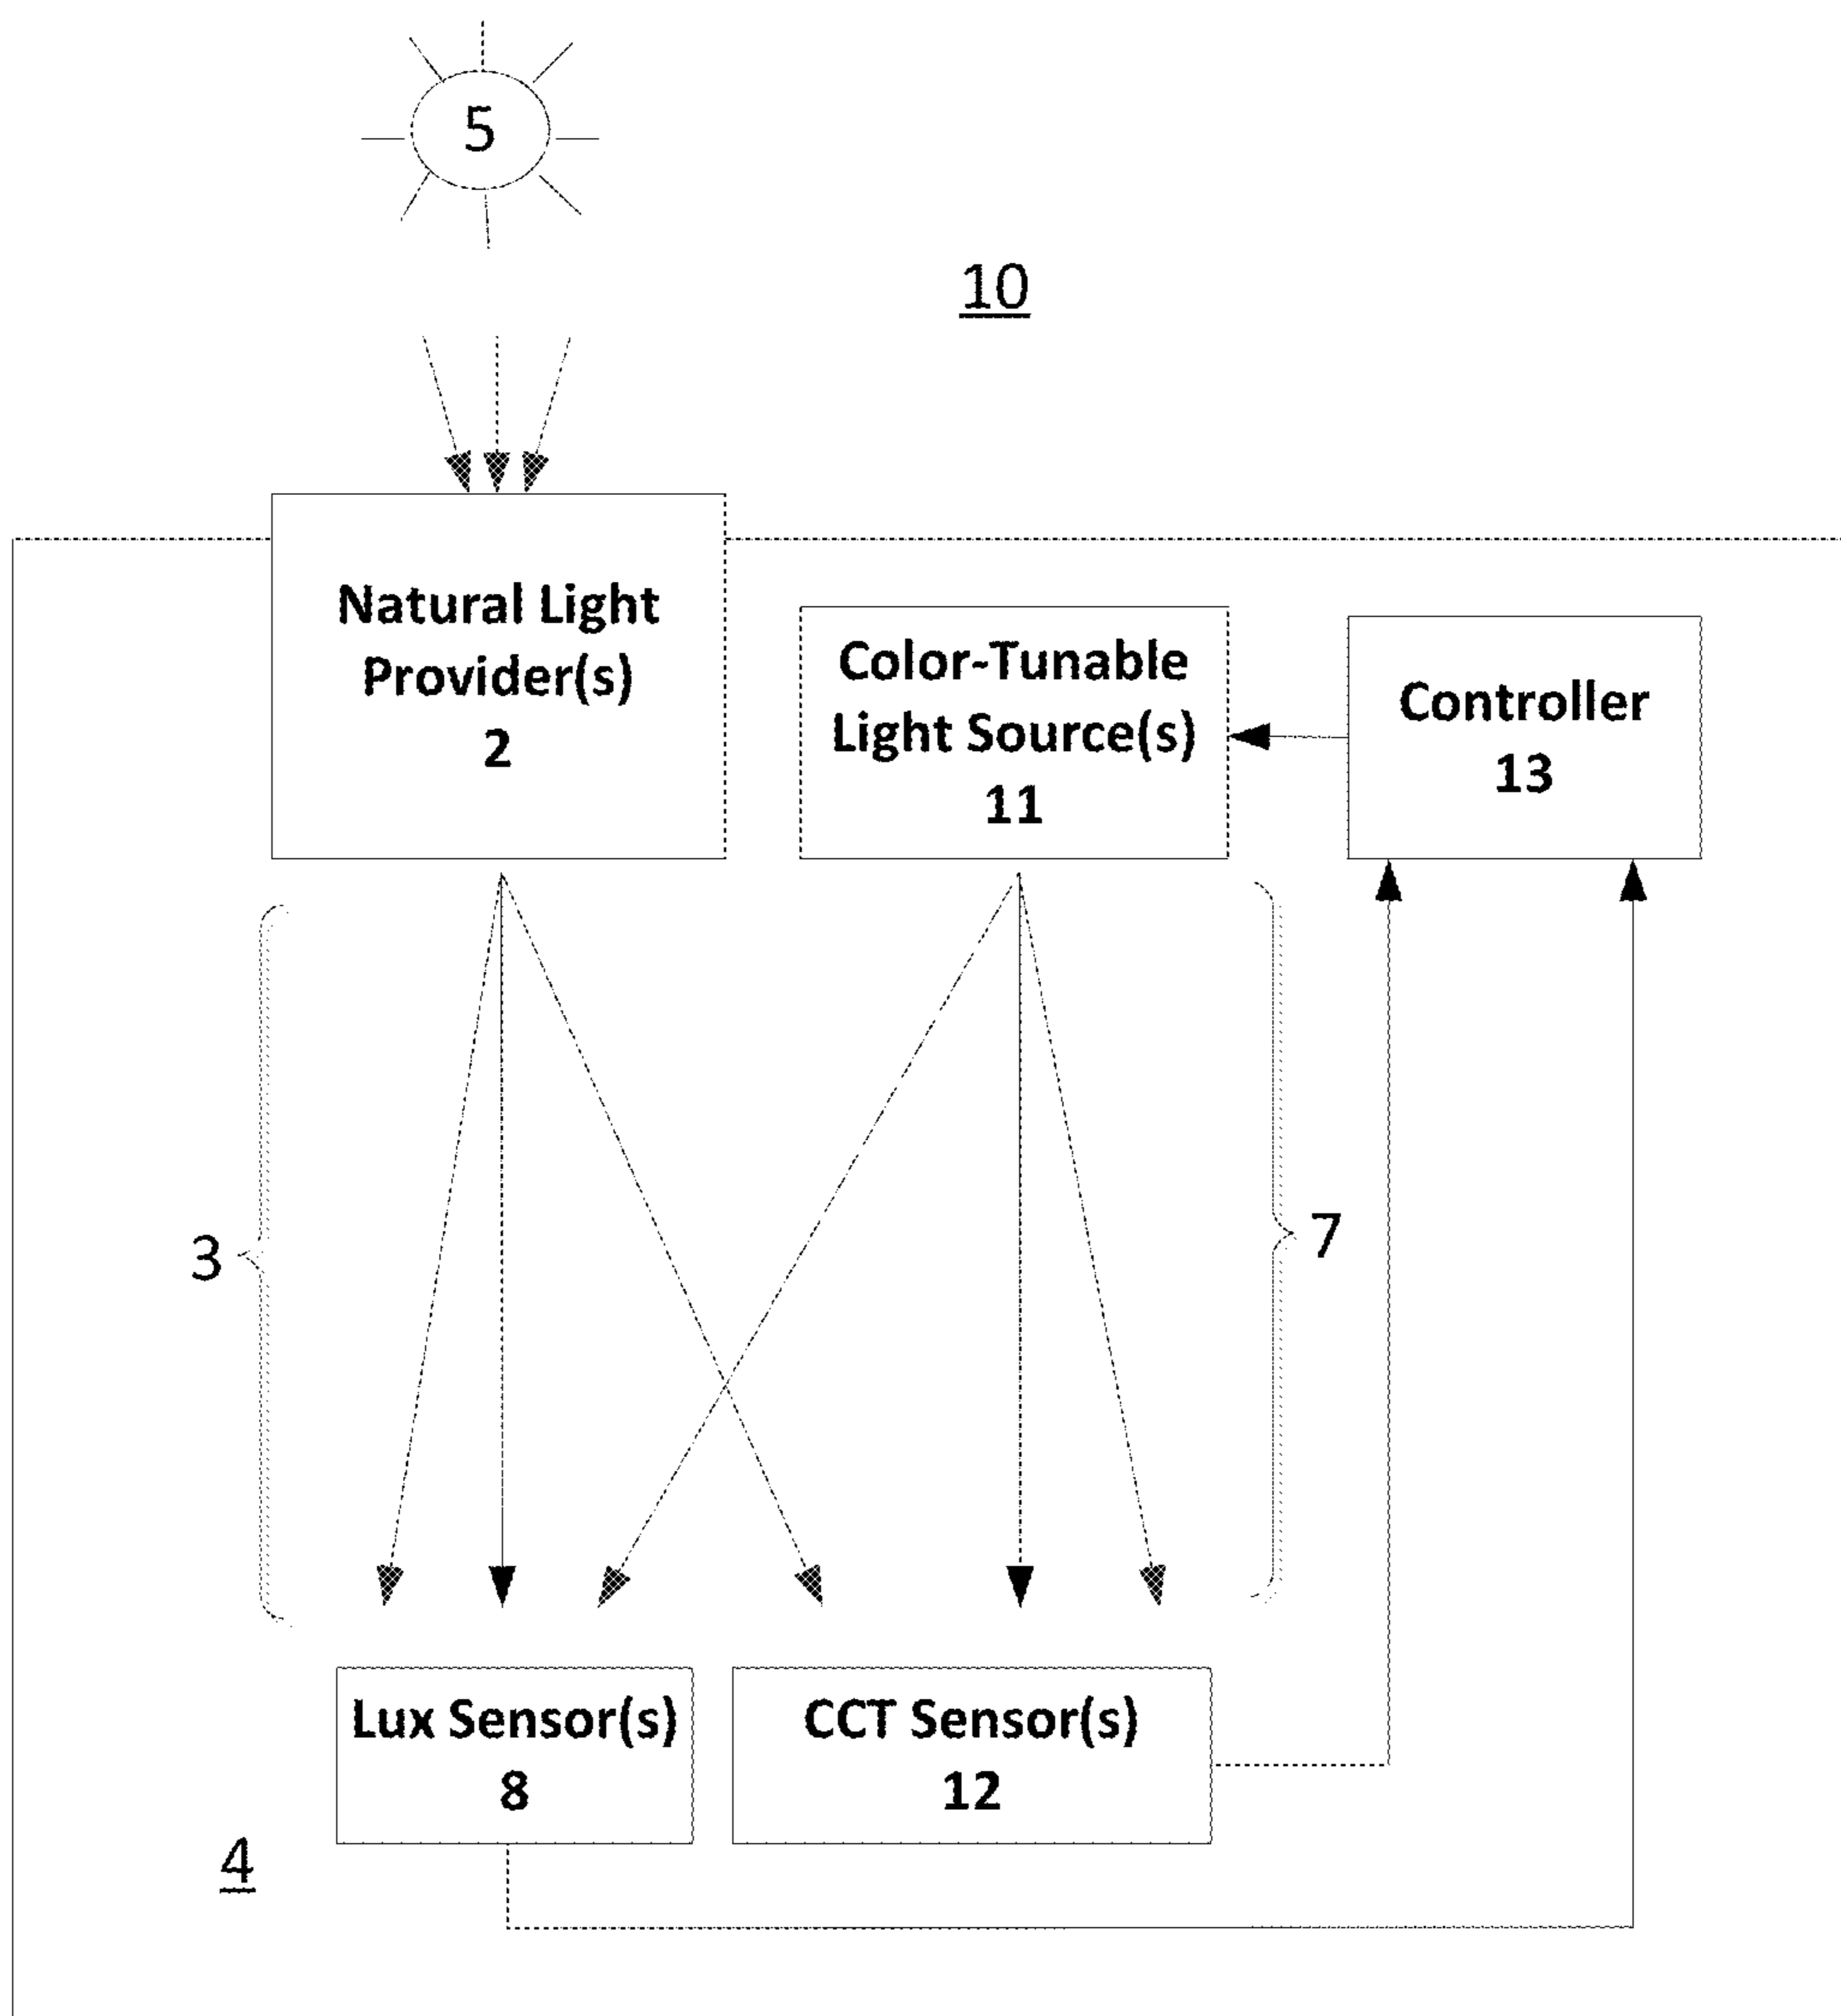 5
10
Natural Light
Provider(s)
2
Color-Tunable
Light Source(s)
11
Controller
13
3
7
Lux Sensor(s)
8
CCT Sensor(s)
12
4